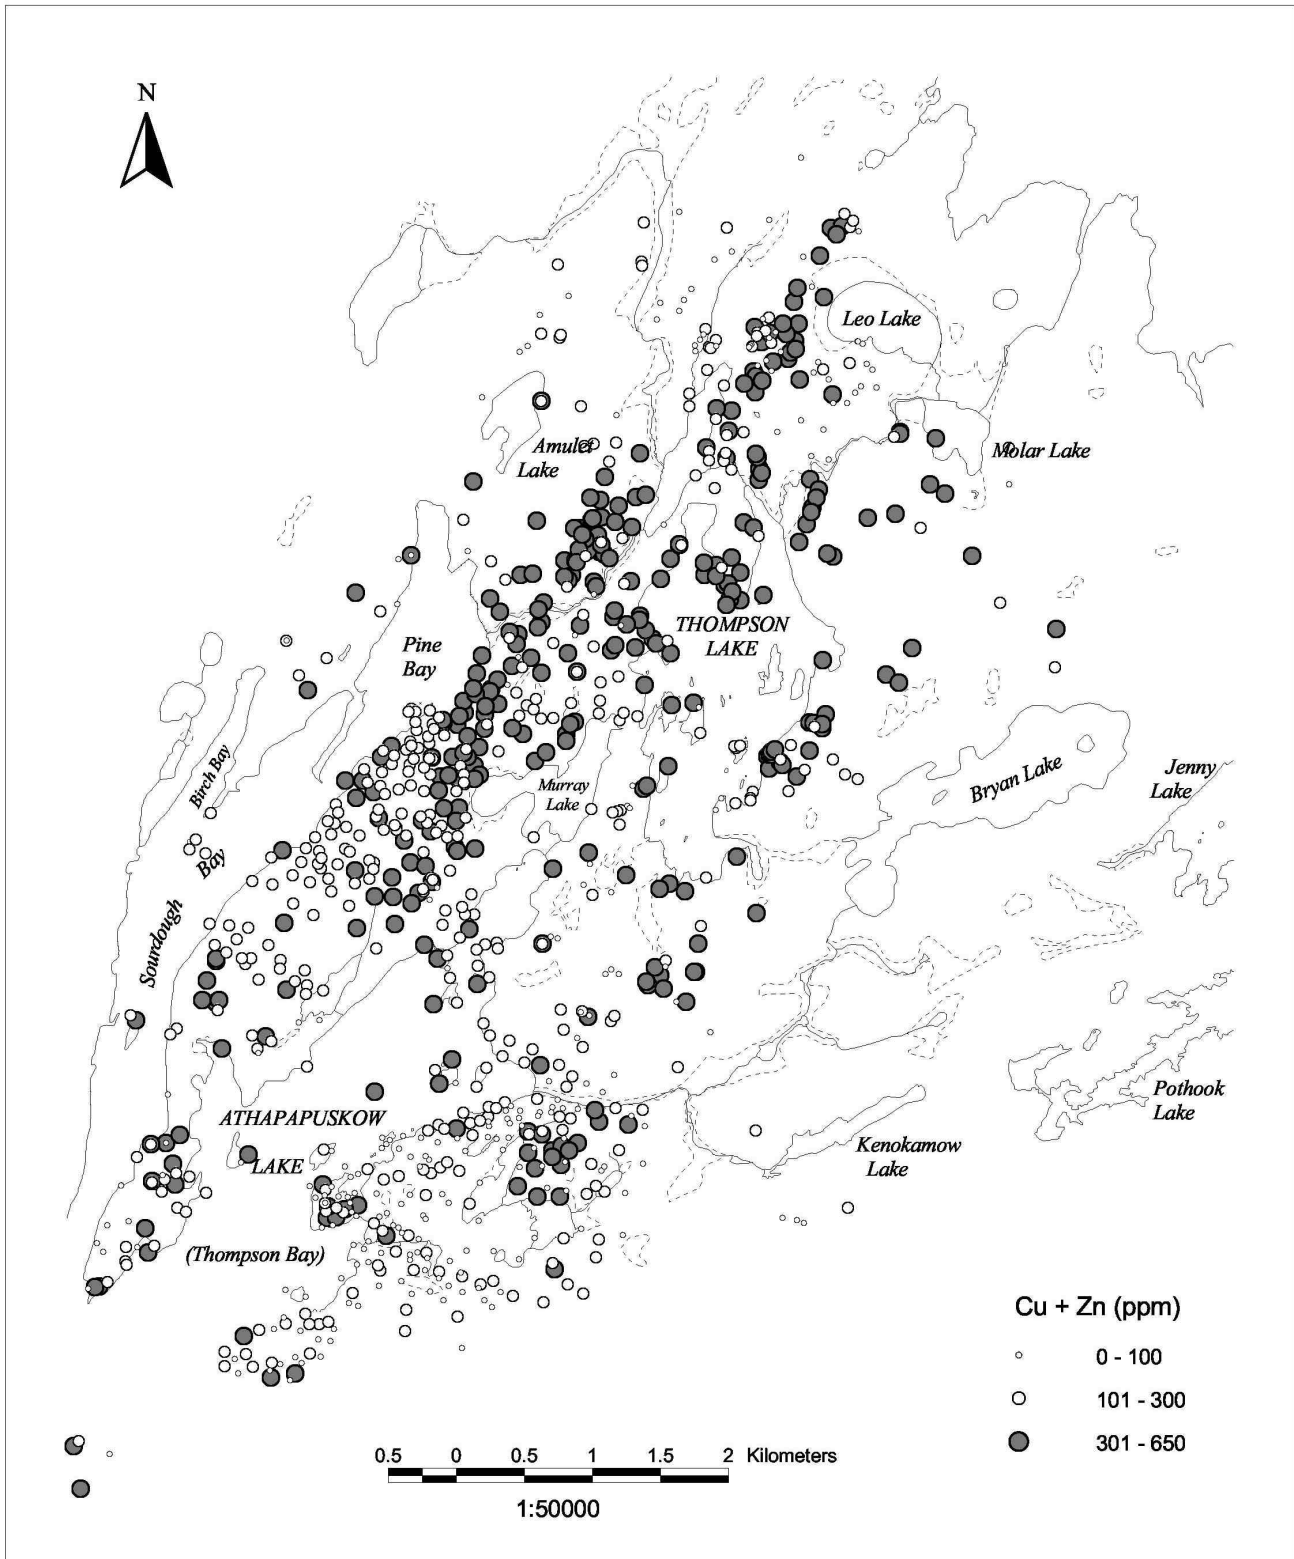 N
Leo Lake
Amulet
Lake
Molar Lake
THOMPSON
LAKE
Pine
Bay
Birch Bay
Murray
Lake
Bryan Lake
Jenny
Lake
Sourdough
Bay
ATHAPAPUSKOW
LAKE
Pothook
Lake
Kenokamow
Lake
(Thompson Bay)
Cu + Zn (ppm)
0 - 100
101 - 300
301 - 650
0.5 0 0.5 1 1.5 2 Kilometers
1:50000